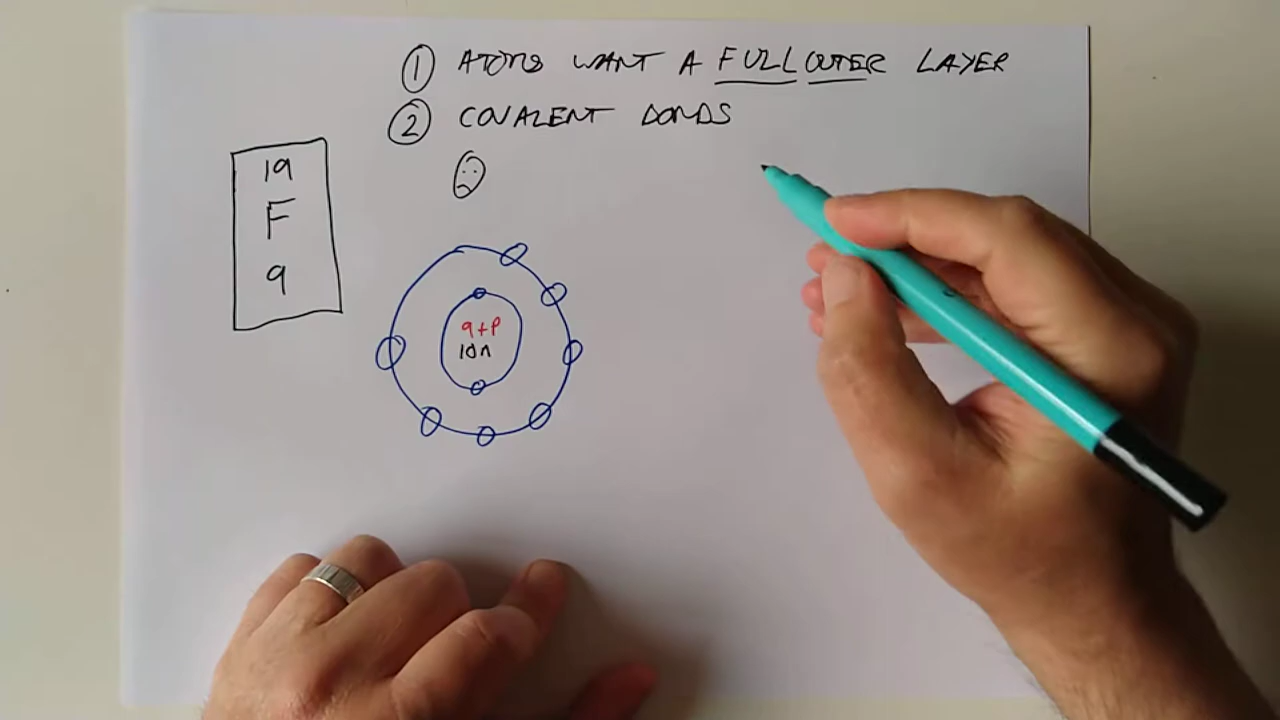 ① ATOMS WANT A FULL OUTER LAYER
② COVALENT BONDS
19
F
9
9+P
10n